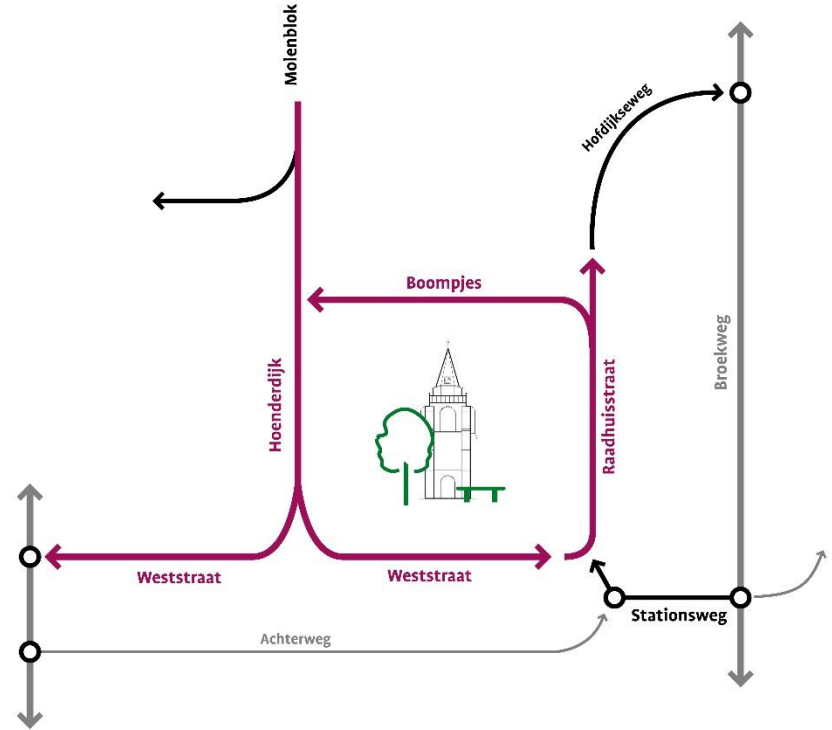 Molenblok
Hofdijkseweg
Boompjes
Hoenderdijk
Raadhuisstraat
Broekweg
Weststraat
Weststraat
Stationsweg
Achterweg